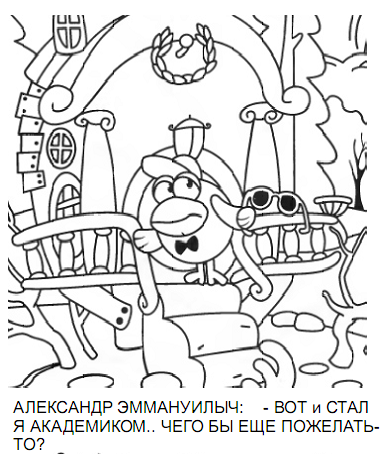 АЛЕКСАНДР ЭММАНУИЛЫЧ: - ВОТ и СТАЛ
Я АКАДЕМИКОМ.. ЧЕГО БЫ ЕЩЕ ПОЖЕЛАТЬ-
ТО?